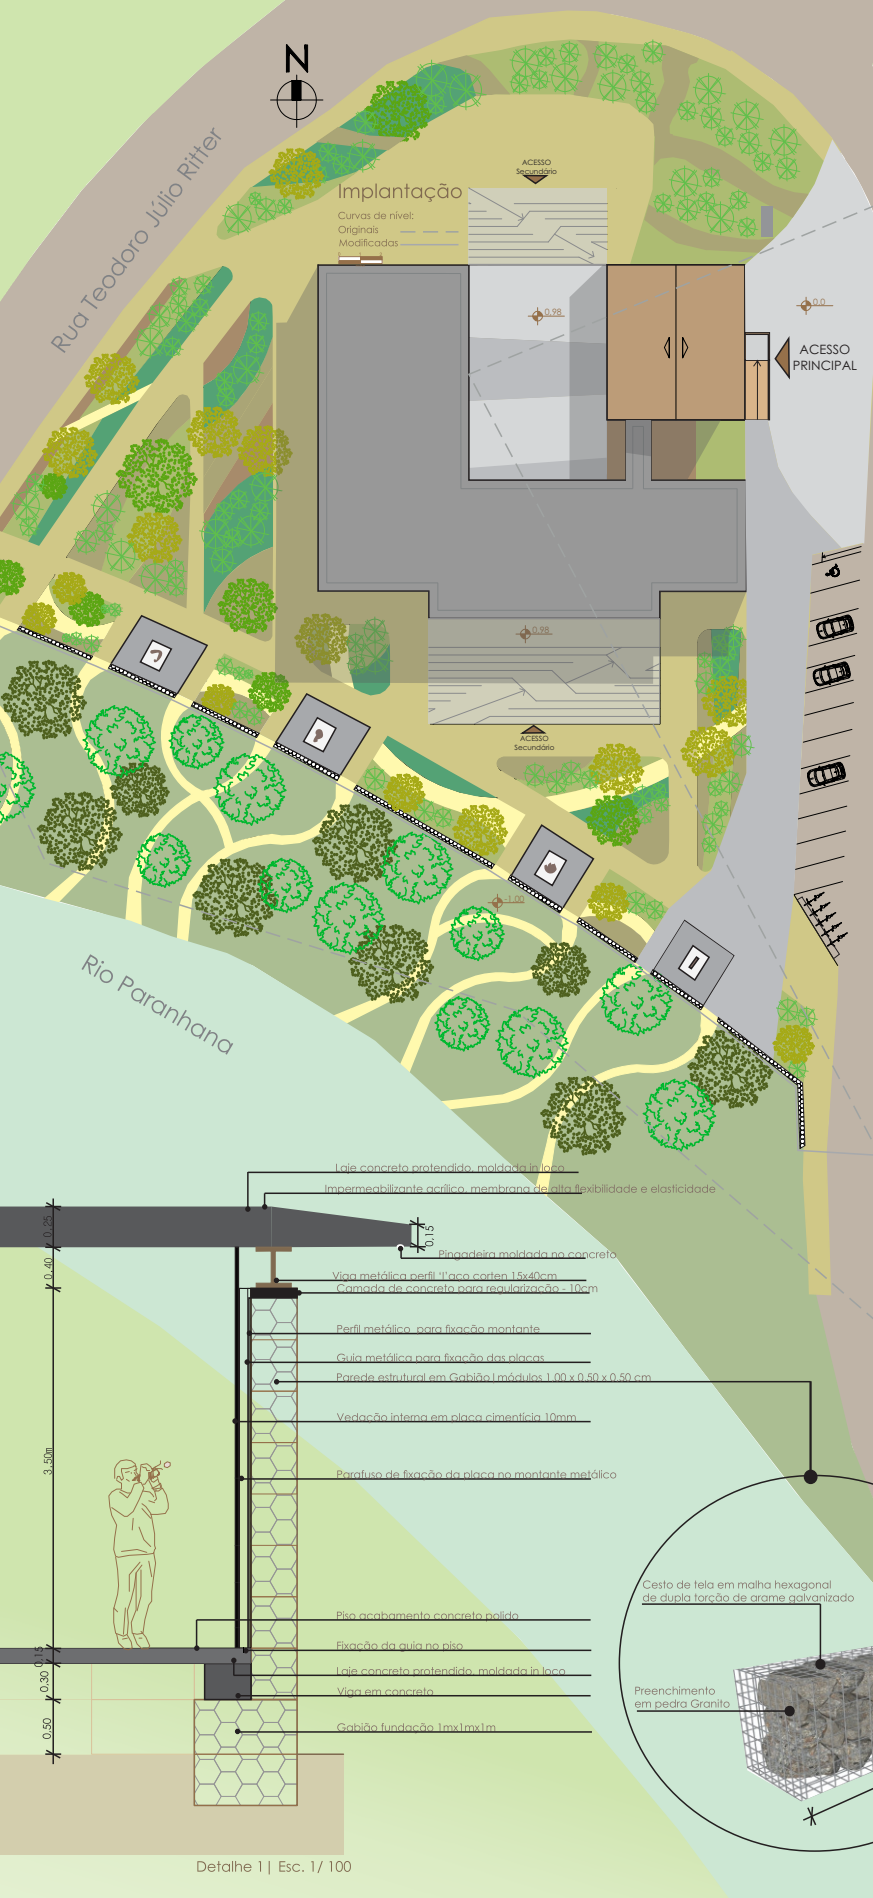 N
Rua Teodoro Júlio Ritter
ACESSO
Secundário
Implantação
Curvas de nível:
Originais
Modificadas
0.98
0.0
ACESSO
PRINCIPAL
0.98
ACESSO
Secundário
-1.00
Rio Paranhana
Laje concreto protendido, moldada in loco
Impermeabilizante acrílico, membrana de alta flexibilidade e elasticidade
0.25
0.15
Pingadeira moldada no concreto
0.40
Viga metálica perfil 'I'aço corten 15x40cm
Camada de concreto para regularização - 10cm
Perfil metálico para fixação montante
Guia metálica para fixação das placas
Parede estrutural em Gabião|módulos 1.00 x 0.50 x 0.50 cm
Vedação interna em placa cimentícia 10mm
3.50m
Parafuso de fixação da placa no montante metálico
Cesto de tela em malha hexagonal
de dupla torção de arame galvanizado
Piso acabamento concreto polido
Fixação da guia no piso
0.15
Laje concreto protendido, moldada in loco
0.30
Viga em concreto
Preenchimento
em pedra Granito
0.50
Gabião fundação 1mx1mx1m
Detalhe 1| Esc. 1/ 100